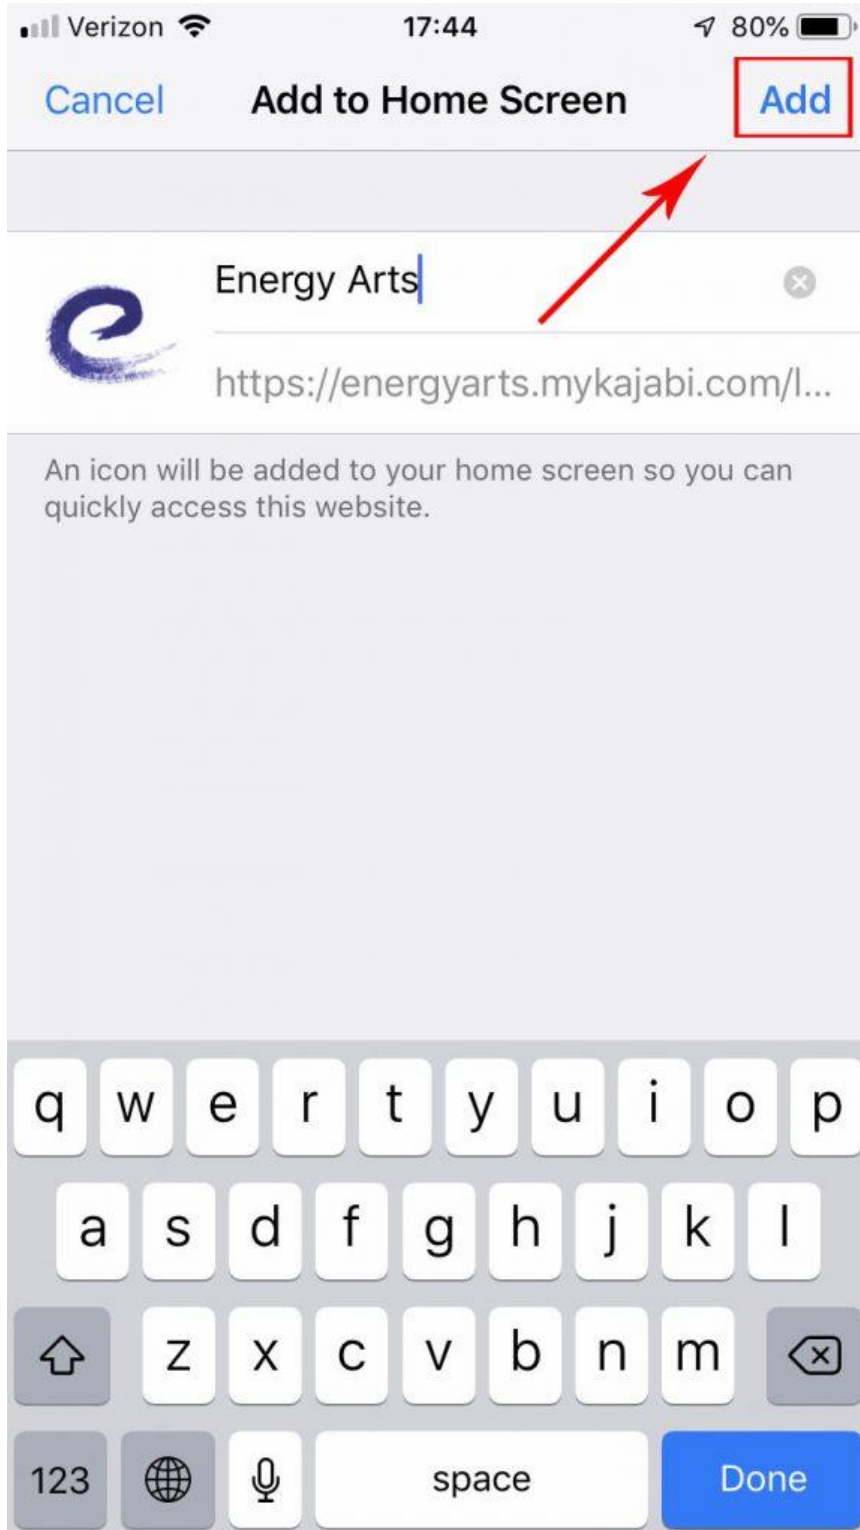 Verizon 17:44 80%
Cancel Add to Home Screen Add
Energy Arts
https://energyarts.mykajabi.com/l...
An icon will be added to your home screen so you can
quickly access this website.
q w e r t y u i o p
a s d f g h j k l
z x c v b n m
123 space Done